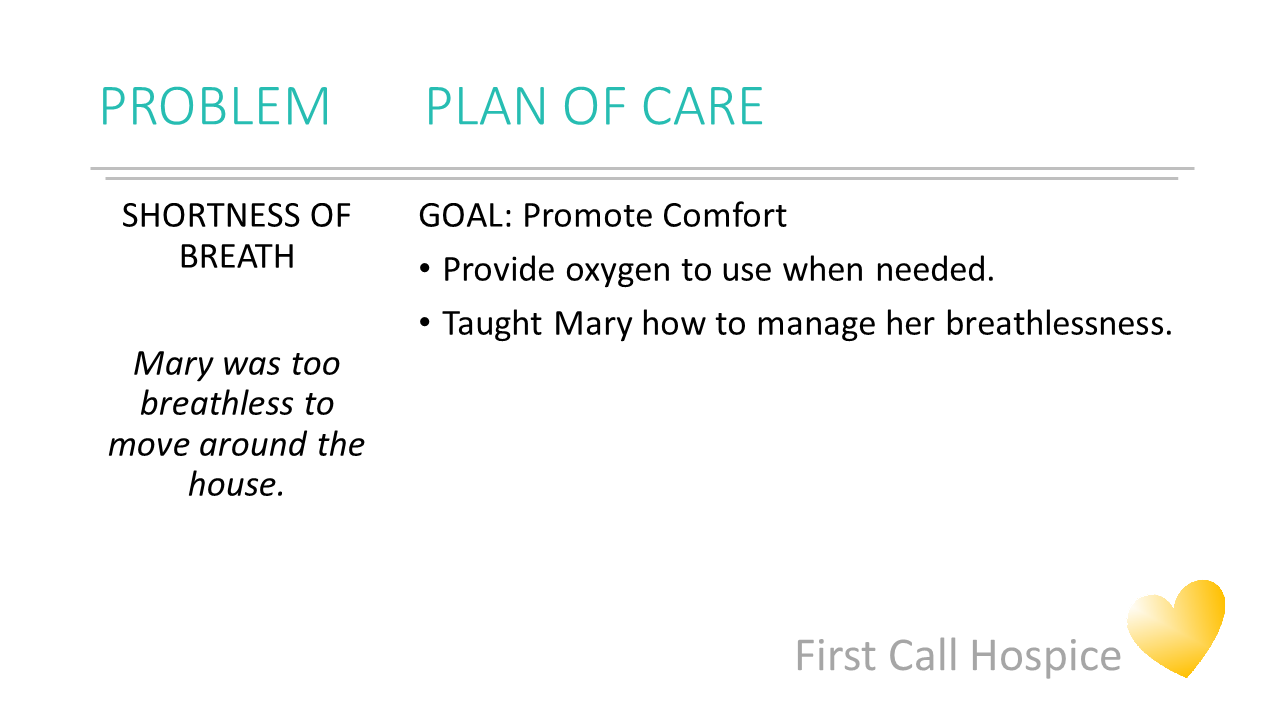 PROBLEM PLAN OF CARE
SHORTNESS OF
BREATH
Mary was too
breathless to
move around the
house.
GOAL: Promote Comfort
• Provide oxygen to use when needed.
• Taught Mary how to manage her breathlessness.
First Call Hospice